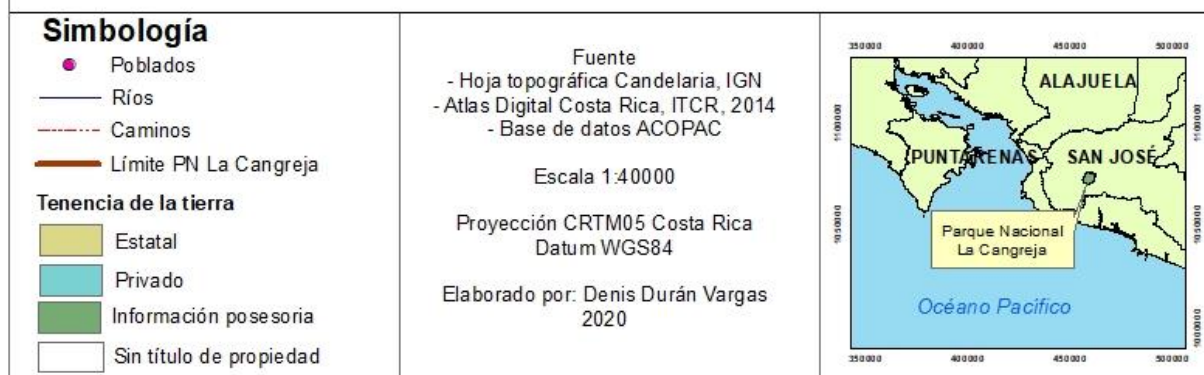 Simbología
Poblados
Ríos
Caminos
Límite PN La Cangreja
Tenencia de la tierra
Estatal
Privado
Información posesoria
Sin título de propiedad
Fuente
- Hoja topográfica Candelaria, IGN
- Atlas Digital Costa Rica, ITCR, 2014
- Base de datos ACOPAC
Escala 1:40000
Proyección CRTM05 Costa Rica
Datum WGS84
Elaborado por: Denis Durán Vargas
2020
350000 400000 450000 500000
1100000 1100000
ALAJUELA
PUNTARENAS SAN JOSÉ
1050000 1050000
Parque Nacional
La Cangreja
Océano Pacífico
1000000 1000000
350000 400000 450000 500000